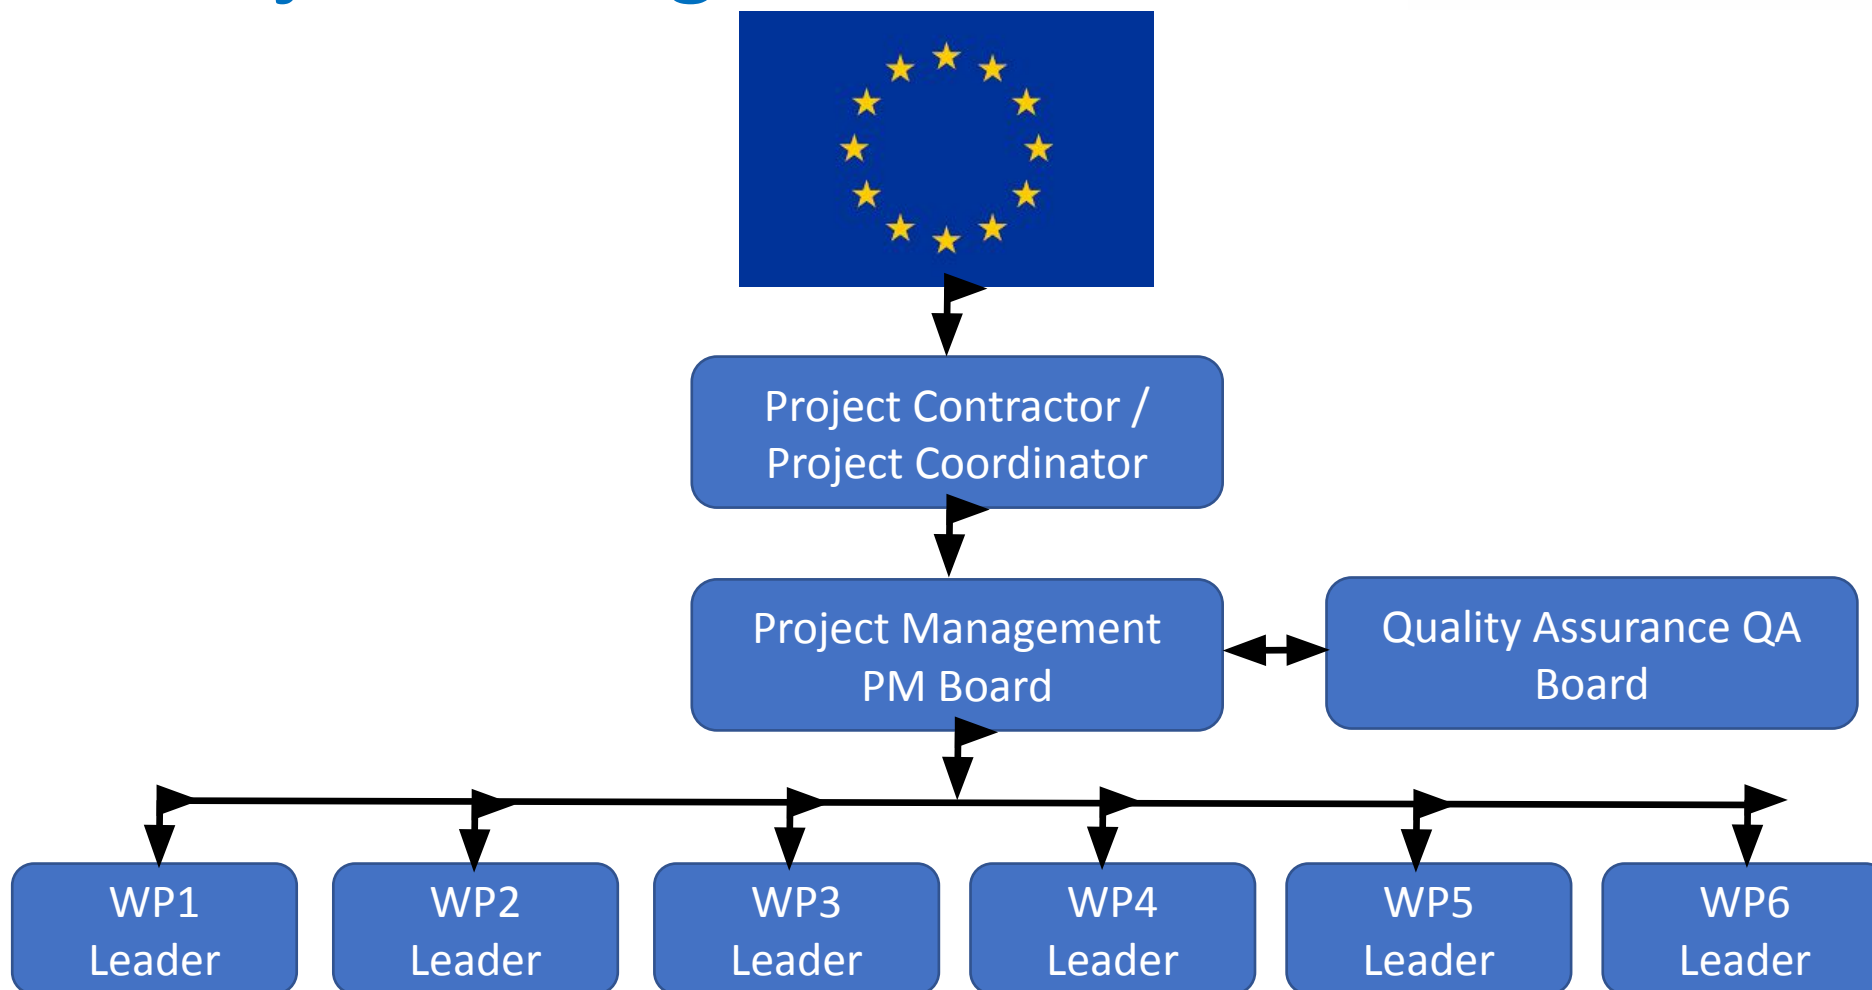 Project Contractor /
Project Coordinator
Project Management
PM Board
Quality Assurance QA
Board
WP1
Leader
WP2
Leader
WP3
Leader
WP4
Leader
WP5
Leader
WP6
Leader